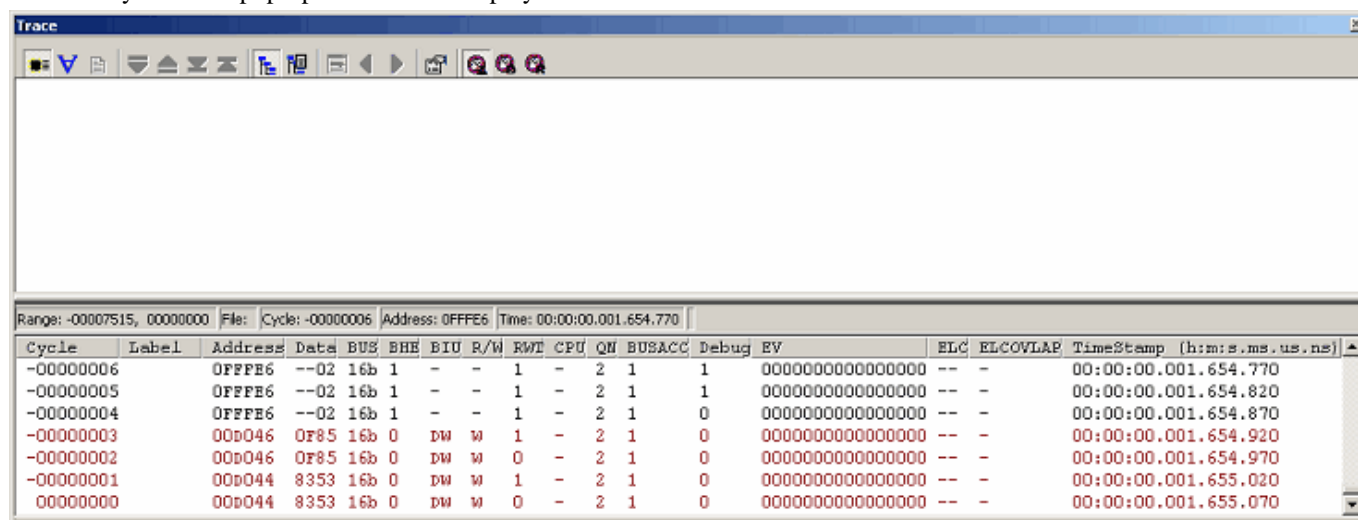 Trace
Range: -00007515, 00000000 File: Cycle: -00000006 Address: 0FFFE6 Time: 00:00:00.001.654.770
Cycle Label Address Data BUS BHE BIU R/W RWT CPU QN BUSACC Debug EV ELC ELCOVLAP TimeStamp (h:m:s.ms.us.ns)
-00000006 0FFFE6 --02 16b 1 - - 1 - 2 1 1 0000000000000000 -- - 00:00:00.001.654.770
-00000005 0FFFE6 --02 16b 1 - - 1 - 2 1 1 0000000000000000 -- - 00:00:00.001.654.820
-00000004 0FFFE6 --02 16b 1 - - 1 - 2 1 0 0000000000000000 -- - 00:00:00.001.654.870
-00000003 00D046 0F85 16b 0 DW W 1 - 2 1 0 0000000000000000 -- - 00:00:00.001.654.920
-00000002 00D046 0F85 16b 0 DW W 0 - 2 1 0 0000000000000000 -- - 00:00:00.001.654.970
-00000001 00D044 8353 16b 0 DW W 1 - 2 1 0 0000000000000000 -- - 00:00:00.001.655.020
00000000 00D044 8353 16b 0 DW W 0 - 2 1 0 0000000000000000 -- - 00:00:00.001.655.070